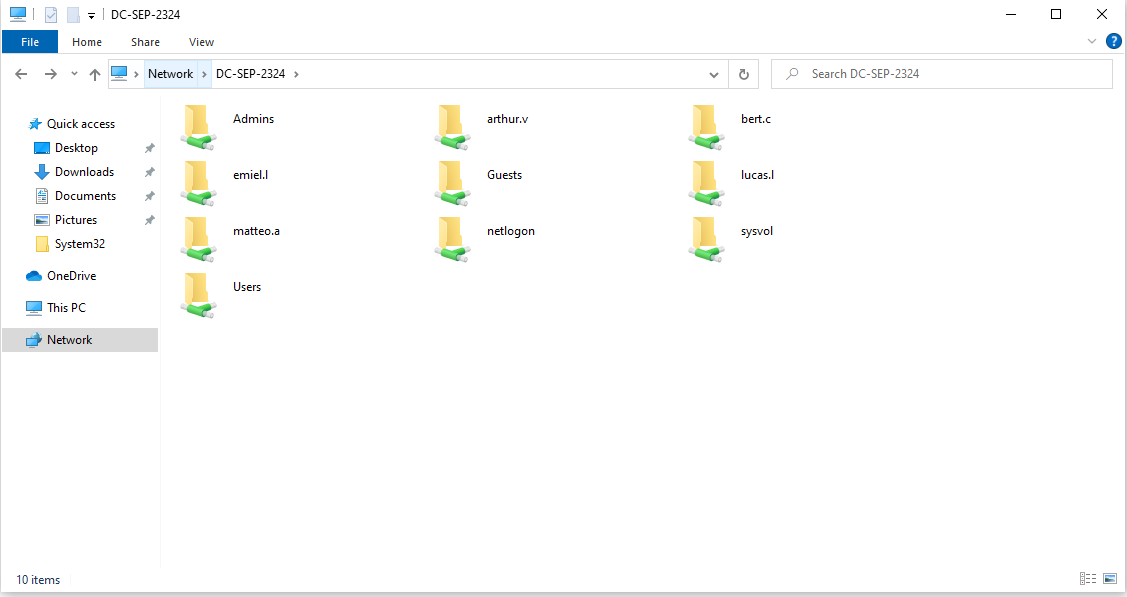 DC-SEP-2324
File Home Share View
Network DC-SEP-2324
Search DC-SEP-2324
Quick access
Desktop
Downloads
Documents
Pictures
System32
OneDrive
This PC
Network
Admins arthur.v bert.c
emiel.l Guests lucas.l
matteo.a netlogon sysvol
Users
10 items